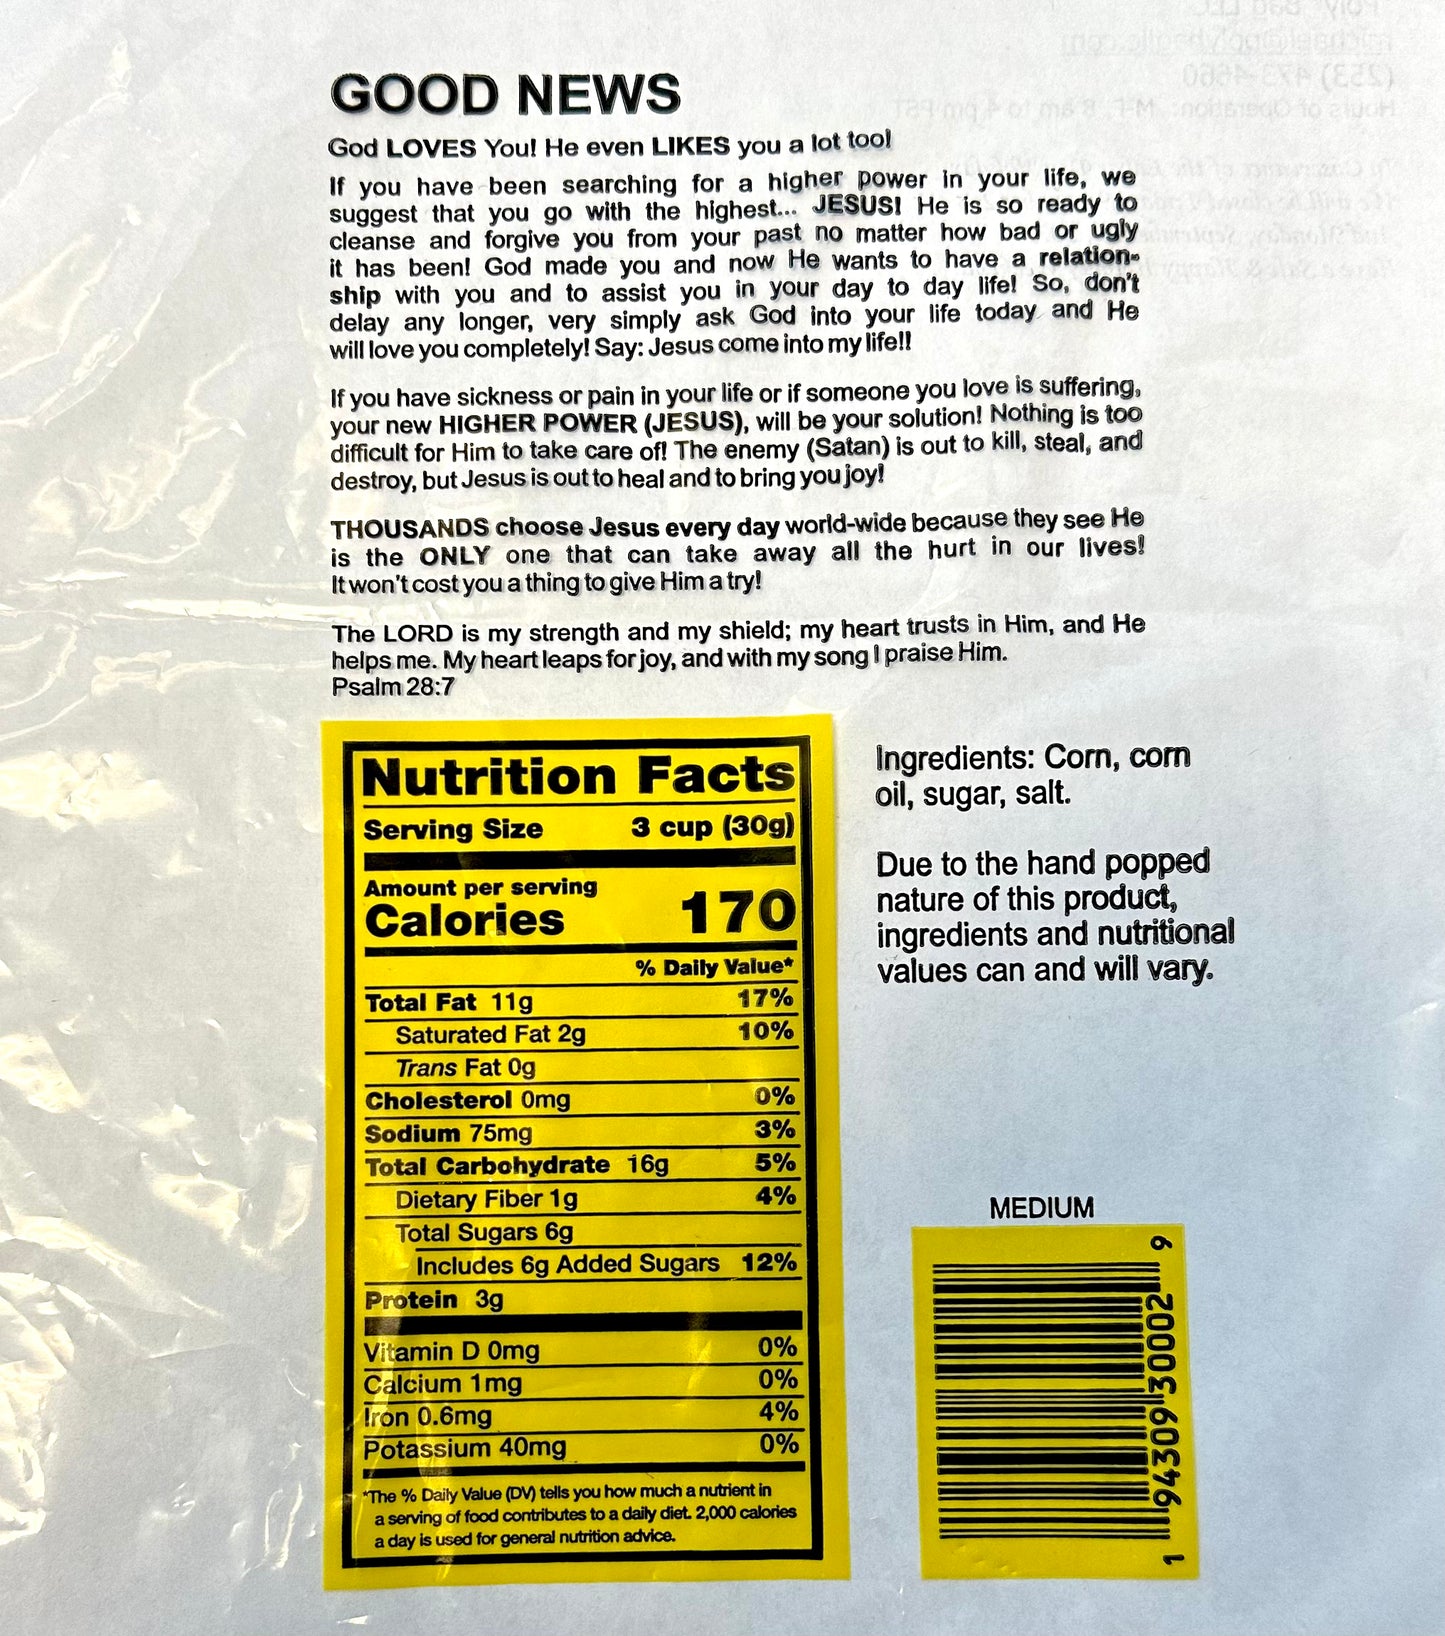 GOOD NEWS
God LOVES You! He even LIKES you a lot too!
If you have been searching for a higher power in your life, we
suggest that you go with the highest... JESUS! He is so ready to
cleanse and forgive you from your past no matter how bad or ugly
it has been! God made you and now He wants to have a relation-
ship with you and to assist you in your day to day life! So, don't
delay any longer, very simply ask God into your life today and He
will love you completely! Say: Jesus come into my life!!
If you have sickness or pain in your life or if someone you love is suffering,
your new HIGHER POWER (JESUS), will be your solution! Nothing is too
difficult for Him to take care of! The enemy (Satan) is out to kill, steal, and
destroy, but Jesus is out to heal and to bring you joy!
THOUSANDS choose Jesus every day world-wide because they see He
is the ONLY one that can take away all the hurt in our lives!
It won't cost you a thing to give Him a try!
The LORD is my strength and my shield; my heart trusts in Him, and He
helps me. My heart leaps for joy, and with my song I praise Him.
Psalm 28:7
Nutrition Facts
Serving Size 3 cup (30g)
Amount per serving
Calories 170
% Daily Value*
Total Fat 11g 17%
Saturated Fat 2g 10%
Trans Fat 0g
Cholesterol 0mg 0%
Sodium 75mg 3%
Total Carbohydrate 16g 5%
Dietary Fiber 1g 4%
Total Sugars 6g
Includes 6g Added Sugars 12%
Protein 3g
Vitamin D 0mg 0%
Calcium 1mg 0%
Iron 0.6mg 4%
Potassium 40mg 0%
*The % Daily Value (DV) tells you how much a nutrient in
a serving of food contributes to a daily diet. 2,000 calories
a day is used for general nutrition advice.
Ingredients: Corn, corn
oil, sugar, salt.
Due to the hand popped
nature of this product,
ingredients and nutritional
values can and will vary.
MEDIUM
1 94309 30002 9